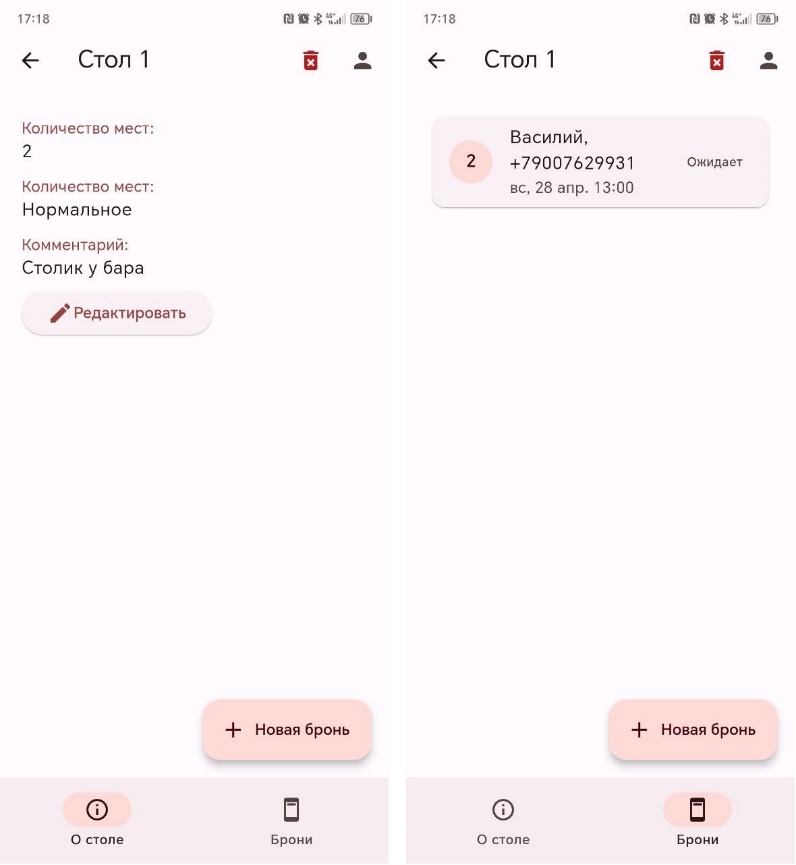 17:18
76
Стол 1
Количество мест:
2
Количество мест:
Нормальное
Комментарий:
Столик у бара
Редактировать
+ Новая бронь
О столе
Брони
17:18
76
Стол 1
2
Василий,
+79007629931
вс, 28 апр. 13:00
Ожидает
+ Новая бронь
О столе
Брони